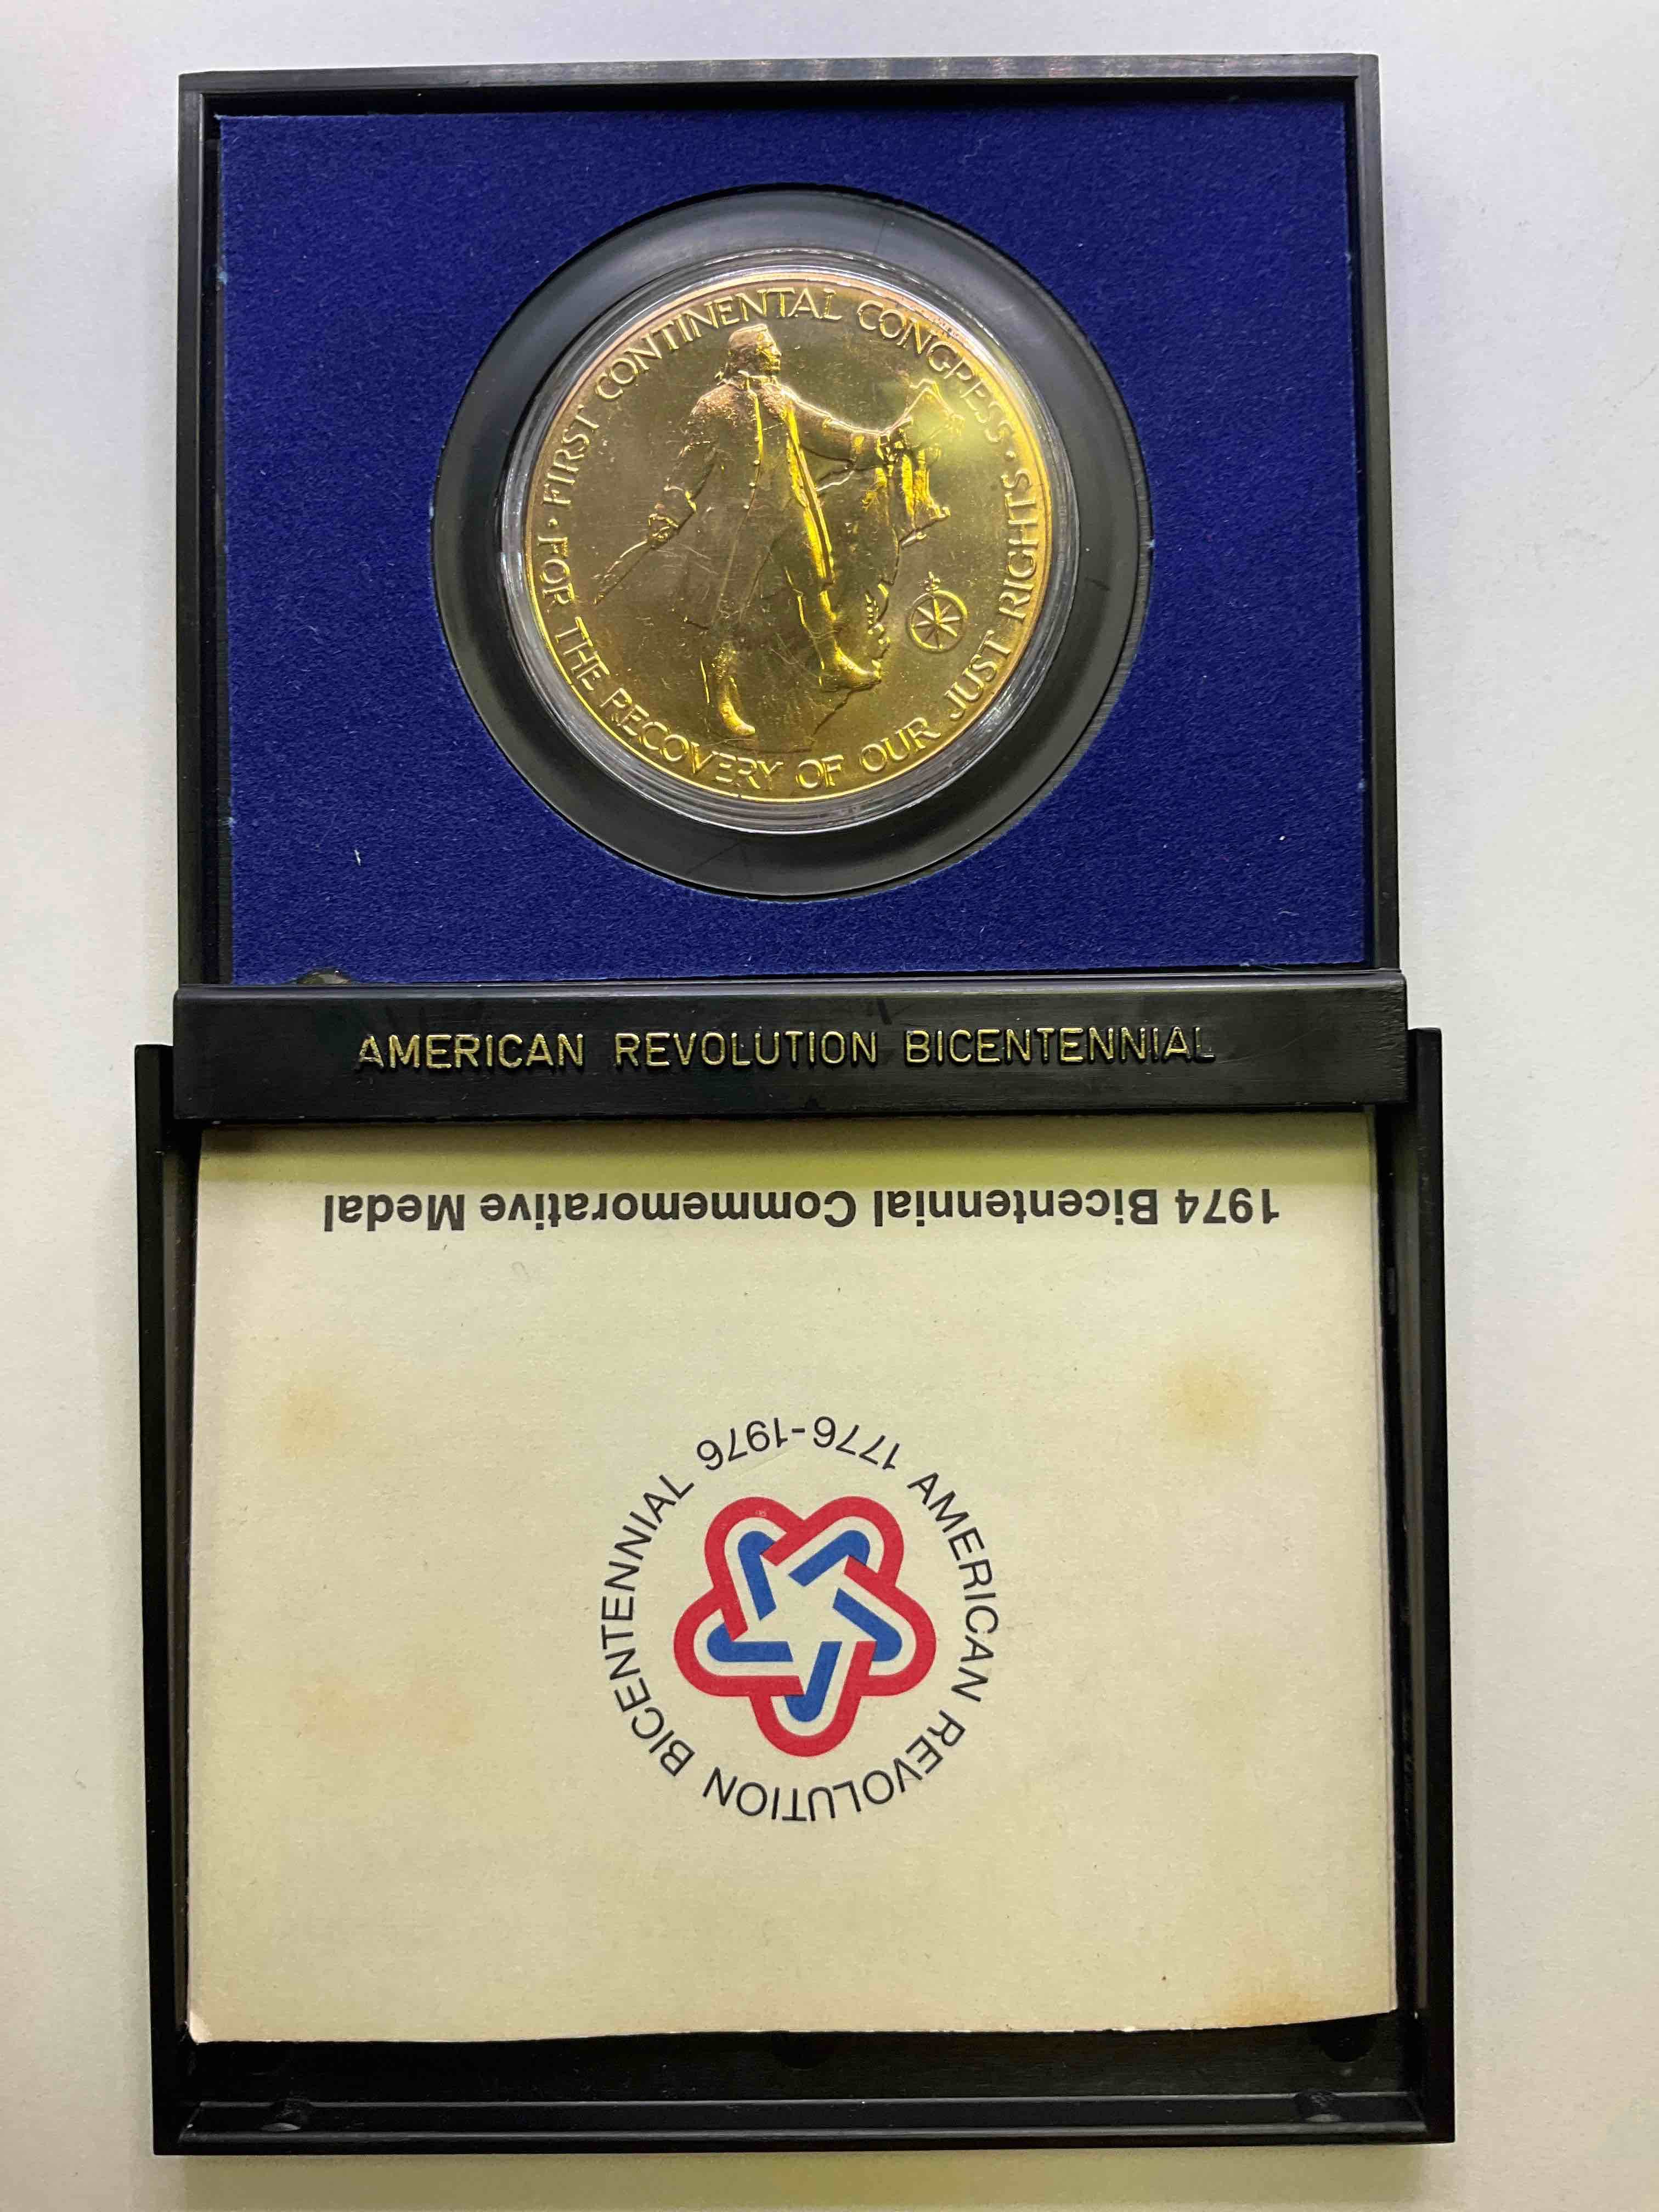 FIRST CONTINENTAL CONGRESS · FOR THE RECOVERY OF OUR JUST RIGHTS ·
AMERICAN REVOLUTION BICENTENNIAL
1974 Bicentennial Commemorative Medal
AMERICAN REVOLUTION BICENTENNIAL 1776-1976